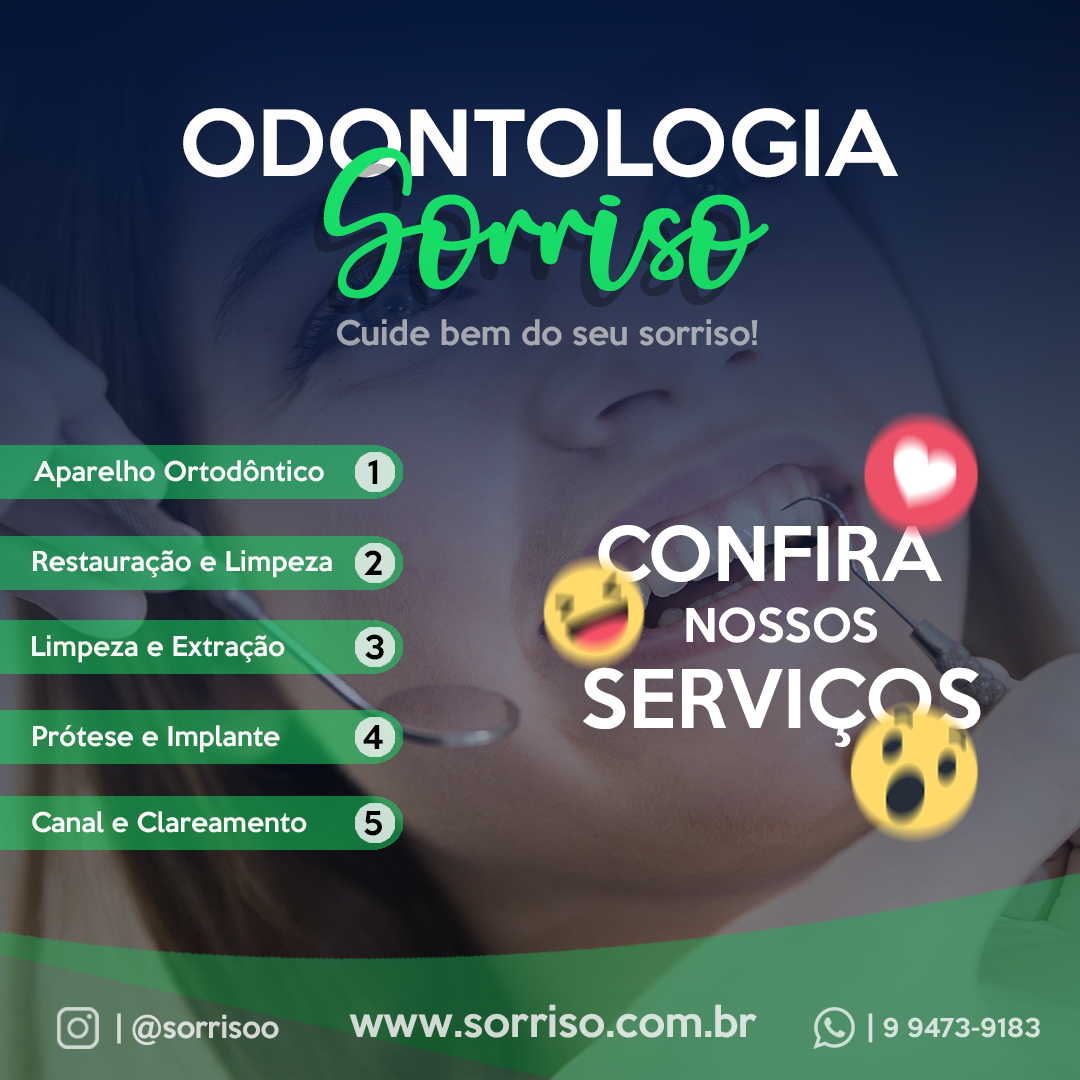 ODONTOLOGIA
Sorriso
Cuide bem do seu sorriso!
Aparelho Ortodôntico 1
Restauração e Limpeza 2
Limpeza e Extração 3
Prótese e Implante 4
Canal e Clareamento 5
CONFIRA
NOSSOS
SERVIÇOS
| @sorrisoo
www.sorriso.com.br
| 9 9473-9183